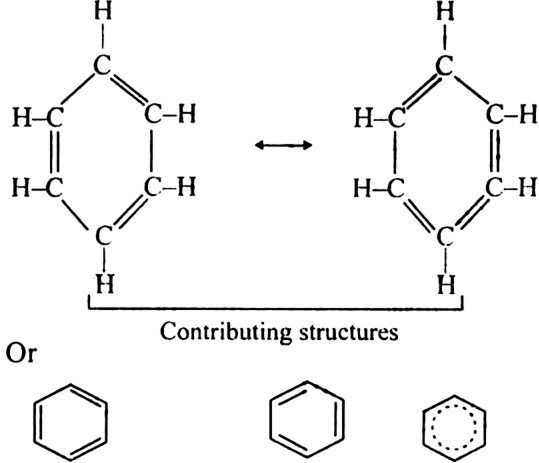 H H
C C
H–C C–H H–C C–H
H–C C–H H–C C–H
C C
H H
Contributing structures
Or